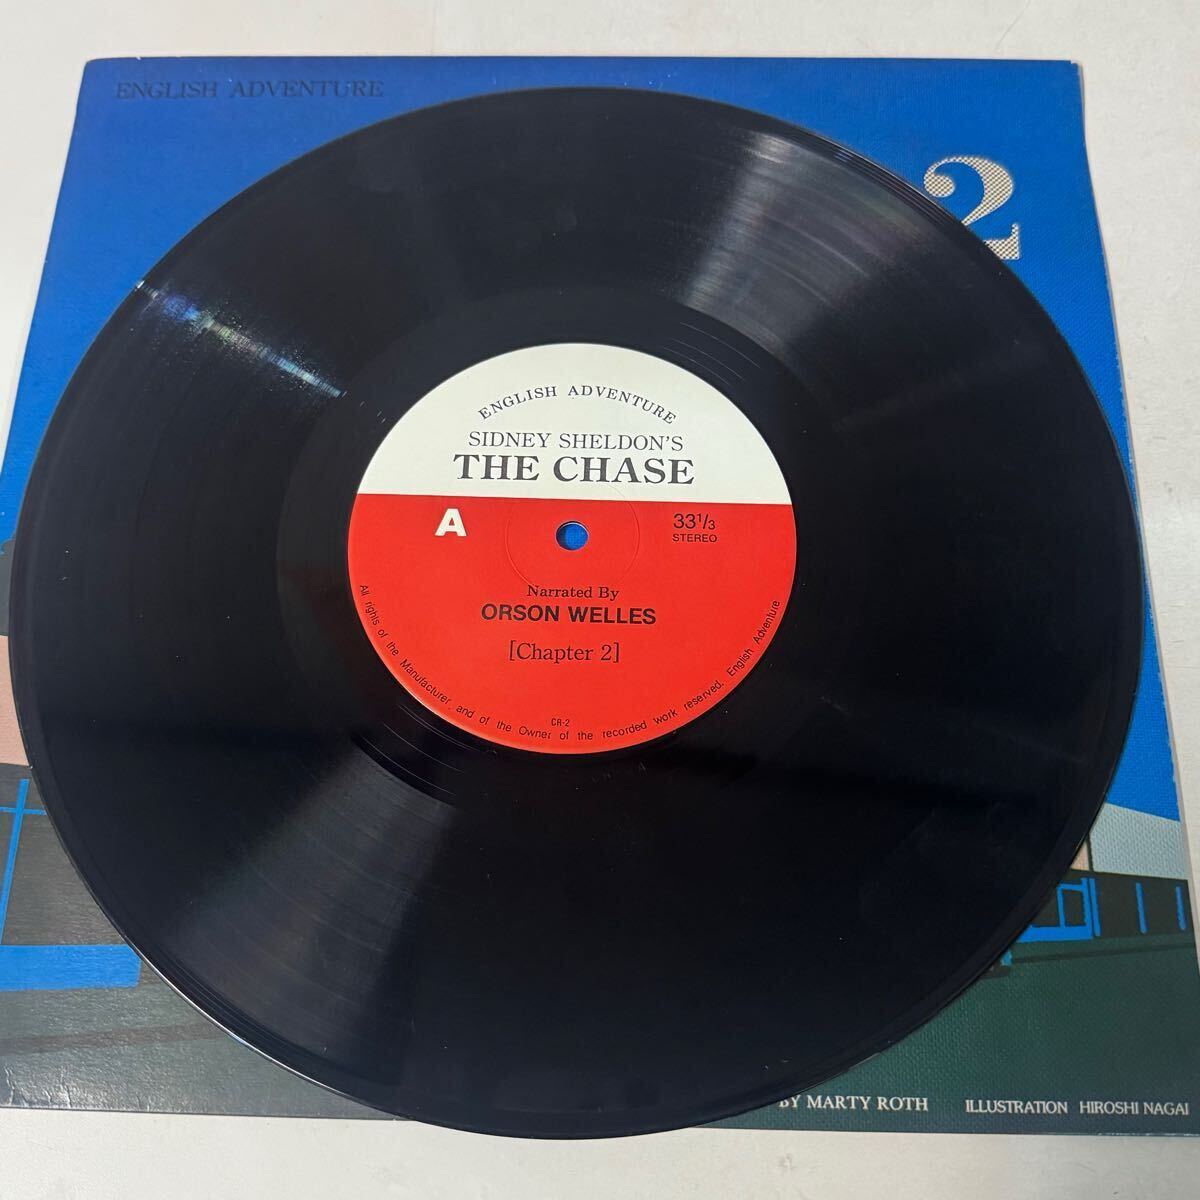 ENGLISH ADVENTURE
2
ENGLISH ADVENTURE
SIDNEY SHELDON'S
THE CHASE
A
33 1/3
STEREO
Narrated By
ORSON WELLES
[Chapter 2]
All rights of the Manufacturer, and of the Owner of the recorded work reserved. English Adventure
CR-2
BY MARTY ROTH ILLUSTRATION HIROSHI NAGAI